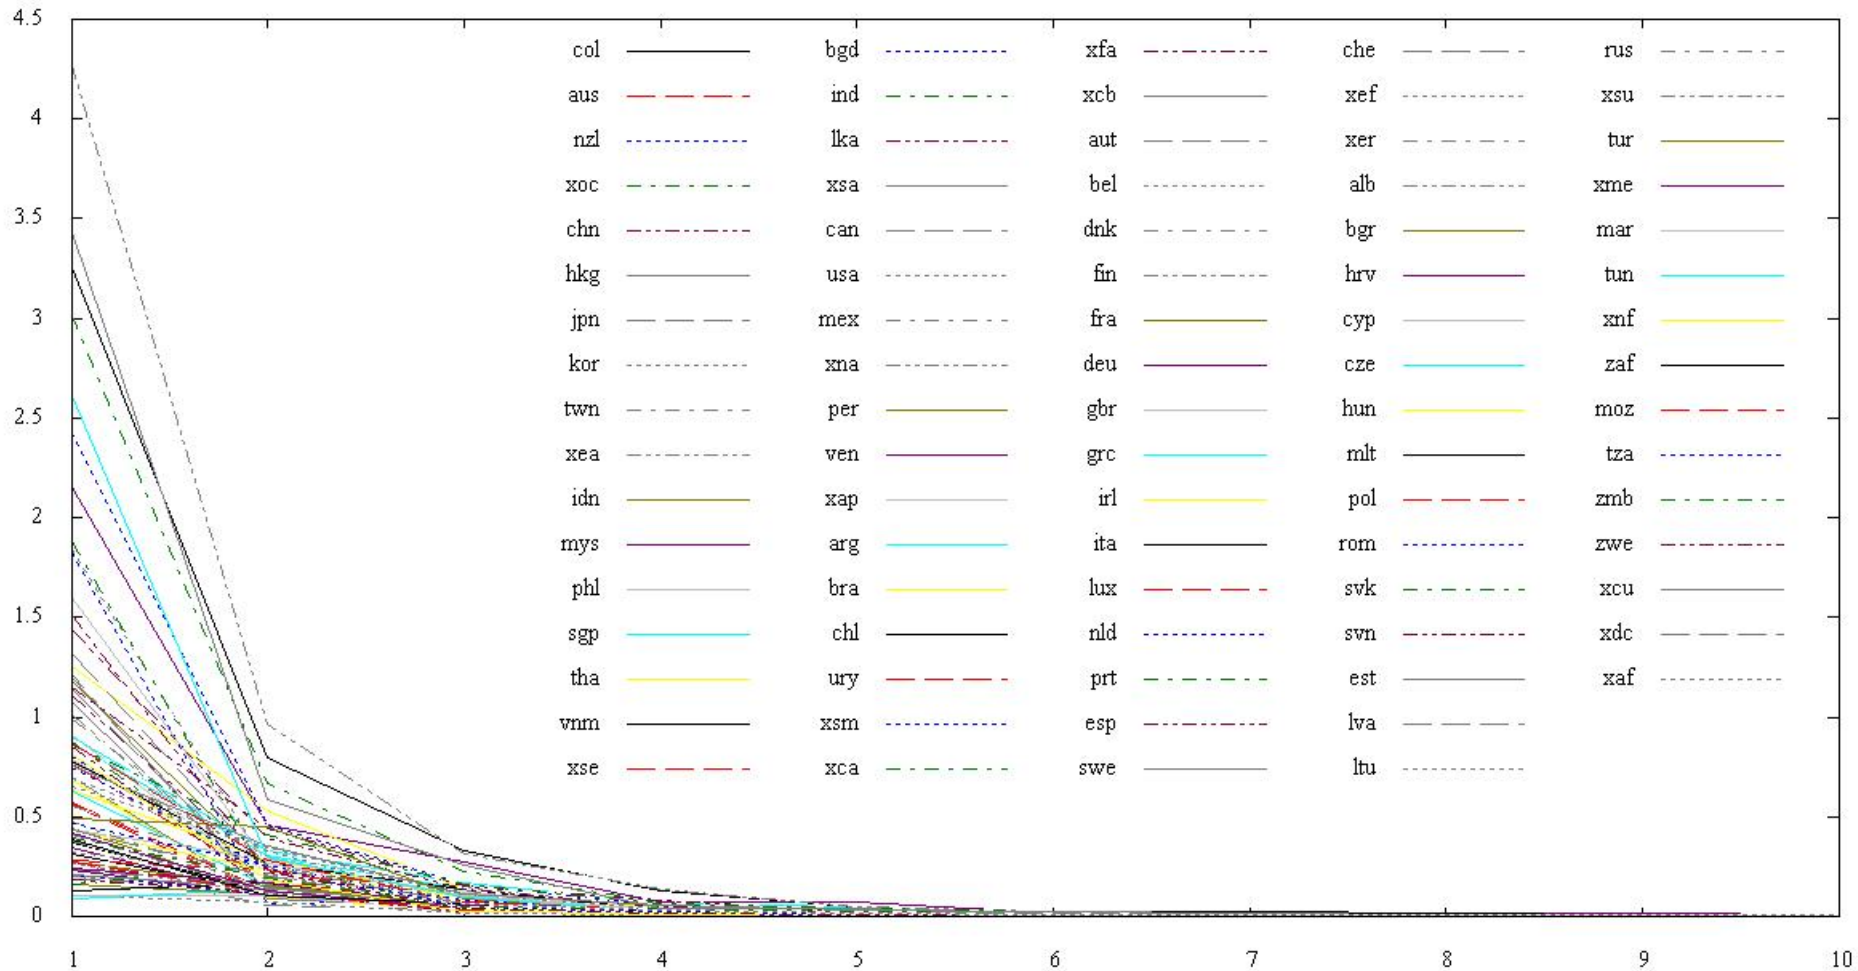 4.5
4
3.5
3
2.5
2
1.5
1
0.5
0
col bgd xfa che rus
aus ind xcb xef xsu
nzl lka aut xer tur
xoc xsa bel alb xme
chn can dnk bgr mar
hkg usa fin hrv tun
jpn mex fra cyp xnf
kor xna deu cze zaf
twn per gbr hun moz
xea ven grc mlt tza
idn xap irl pol zmb
mys arg ita rom zwe
phl bra lux svk xcu
sgp chl nld svn xdc
tha ury prt est xaf
vnm xsm esp lva
xse xca swe ltu
1 2 3 4 5 6 7 8 9 10